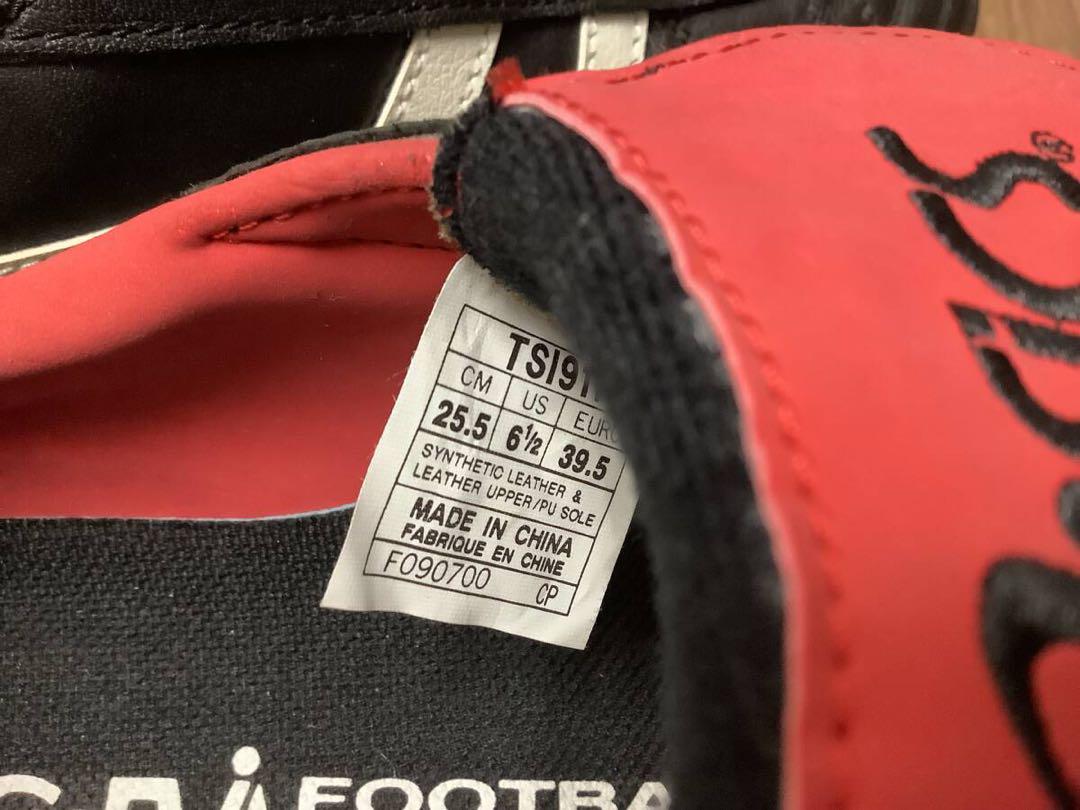 TSI91
CM US EURO
25.5 6½ 39.5
SYNTHETIC LEATHER &
LEATHER UPPER/PU SOLE
MADE IN CHINA
FABRIQUE EN CHINE
FO90700 CP
FOOTBA